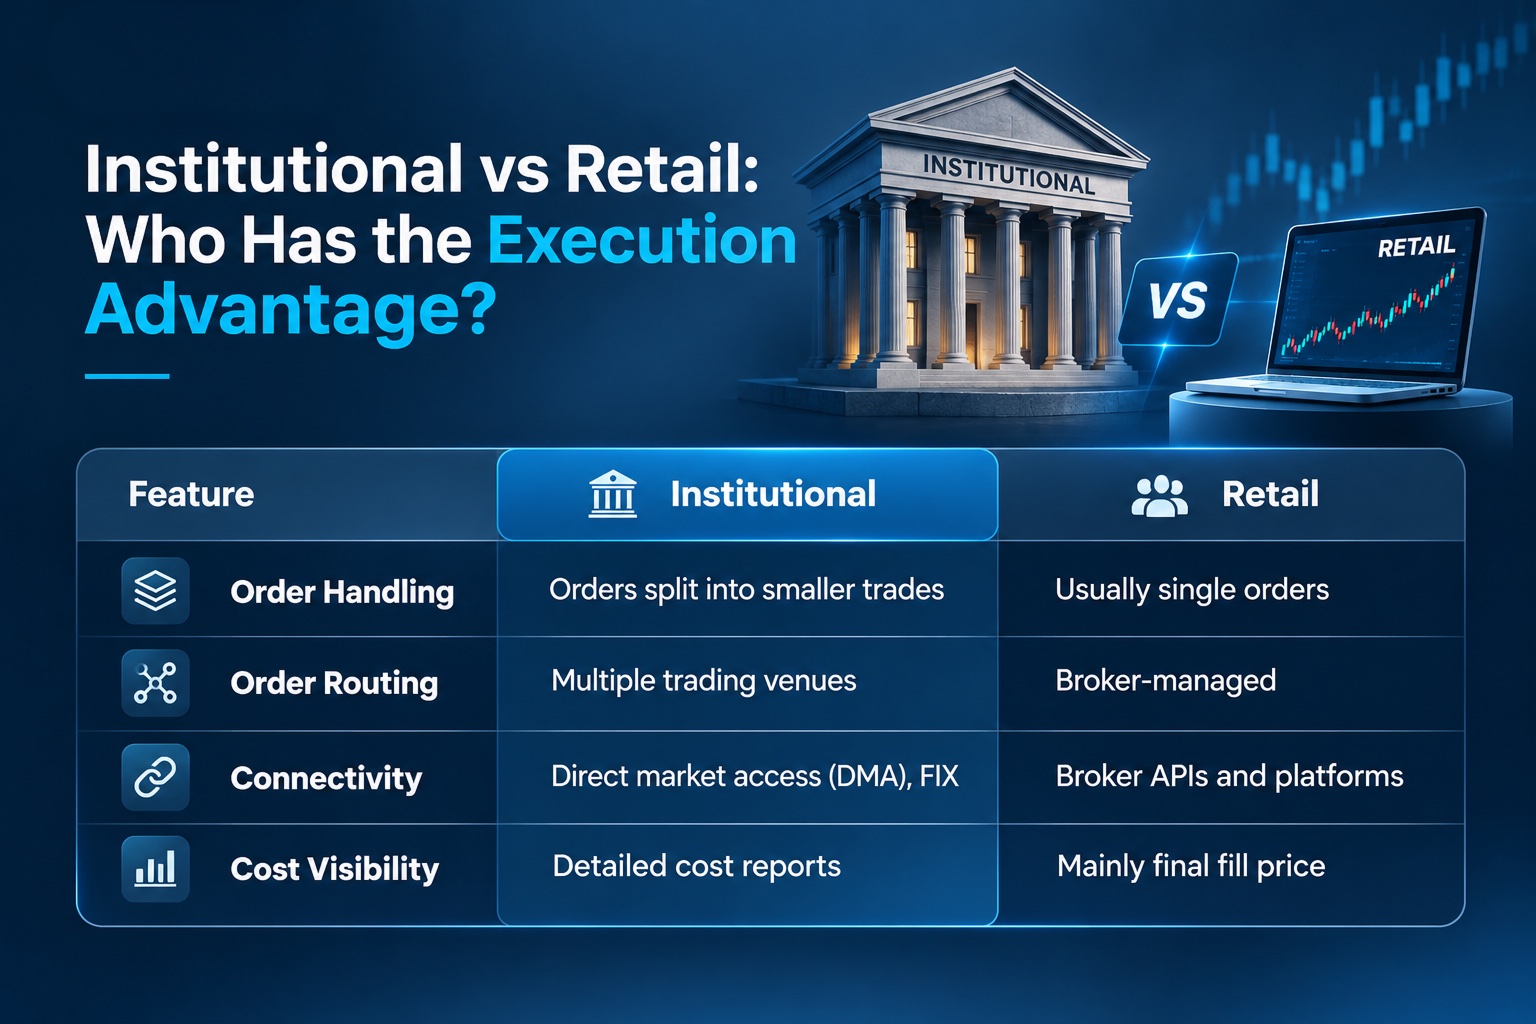 Institutional vs Retail:
Who Has the Execution
Advantage?
INSTITUTIONAL
VS
RETAIL
Feature
Institutional
Retail
Order Handling
Orders split into smaller trades
Usually single orders
Order Routing
Multiple trading venues
Broker-managed
Connectivity
Direct market access (DMA), FIX
Broker APIs and platforms
Cost Visibility
Detailed cost reports
Mainly final fill price